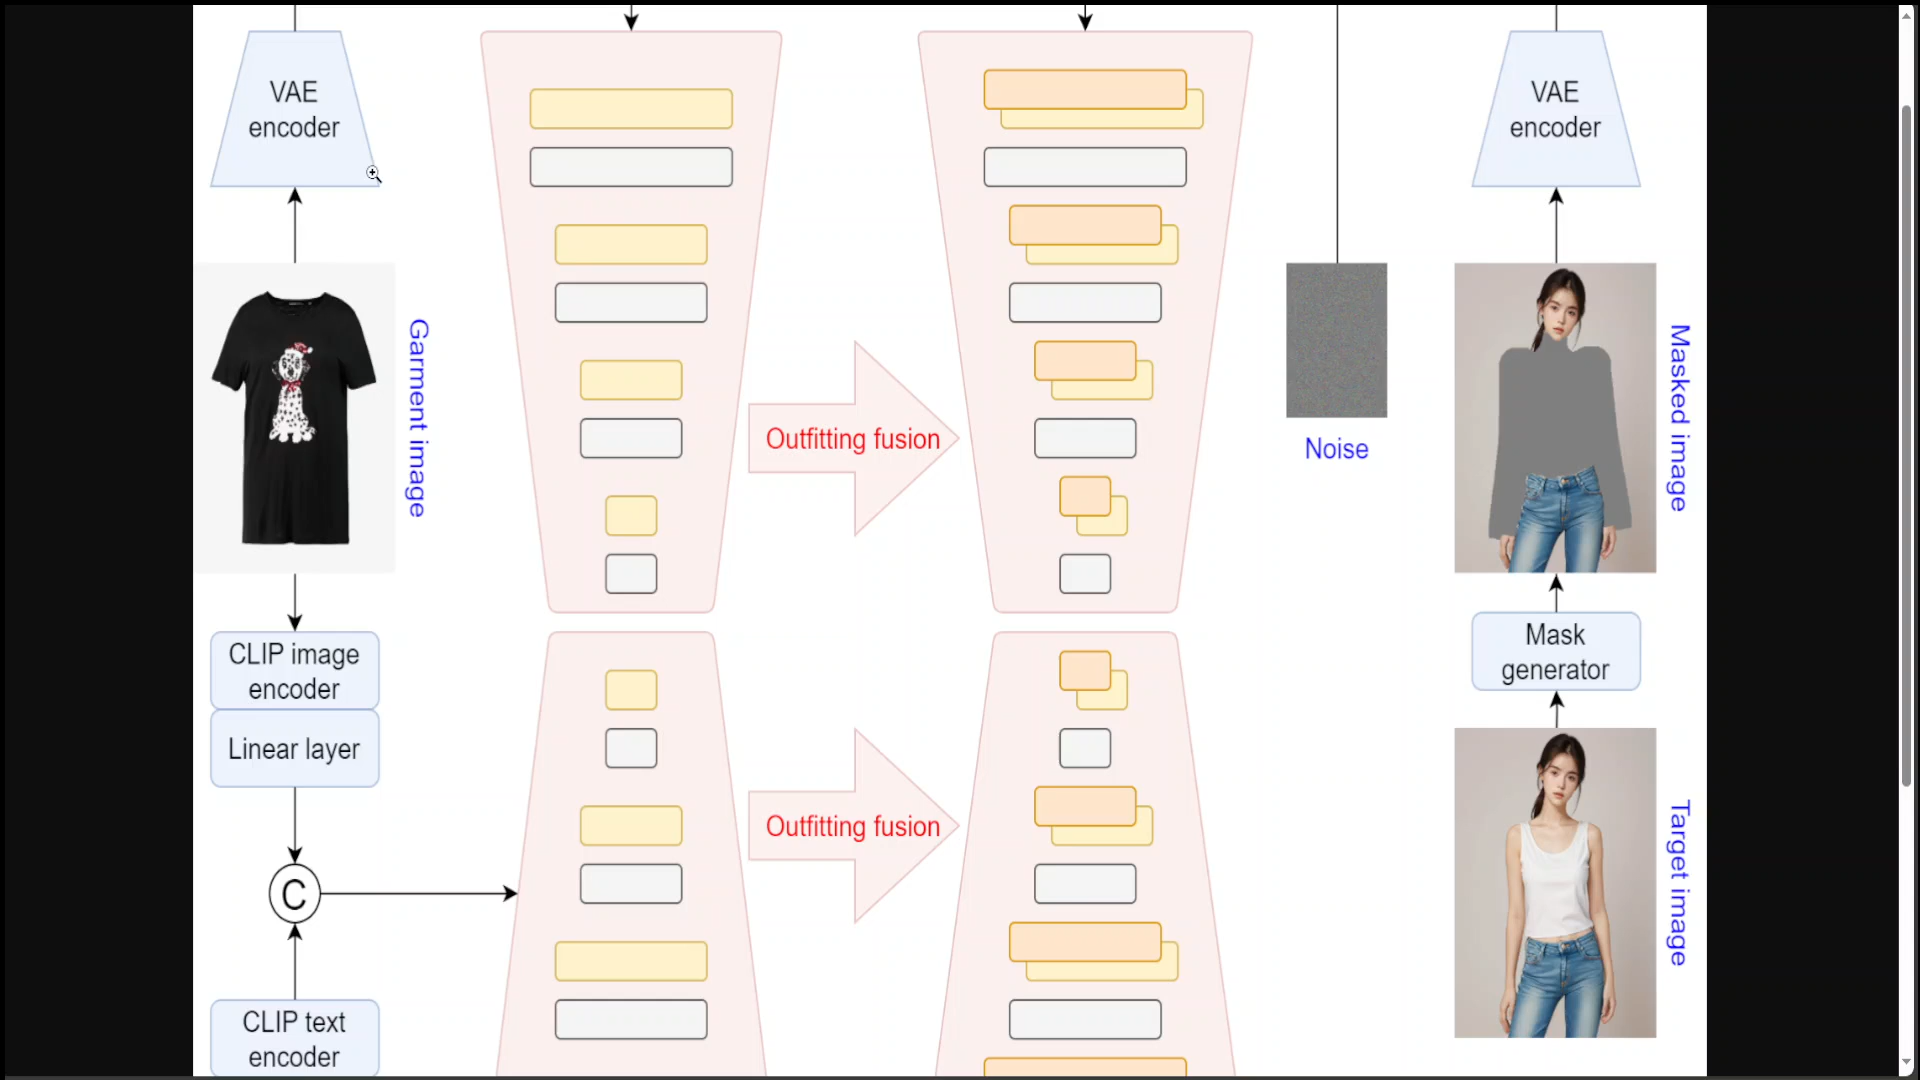 VAE
encoder
VAE
encoder
Garment image
Outfitting fusion
Noise
Masked image
CLIP image
encoder
Linear layer
Mask
generator
Outfitting fusion
Target image
C
CLIP text
encoder